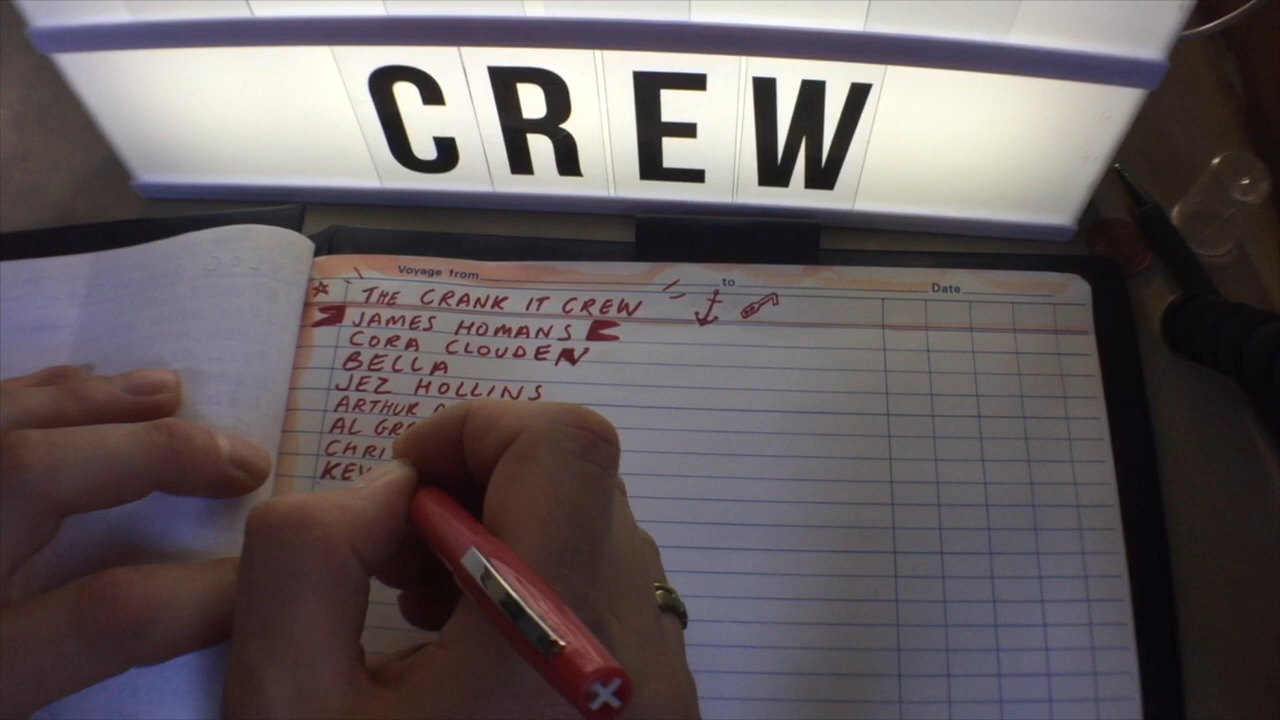 CREW
Voyage from to Date
THE CRANK IT CREW
JAMES HOMANS
CORA CLOUDEN
BELLA
JEZ HOLLINS
ARTHUR
AL